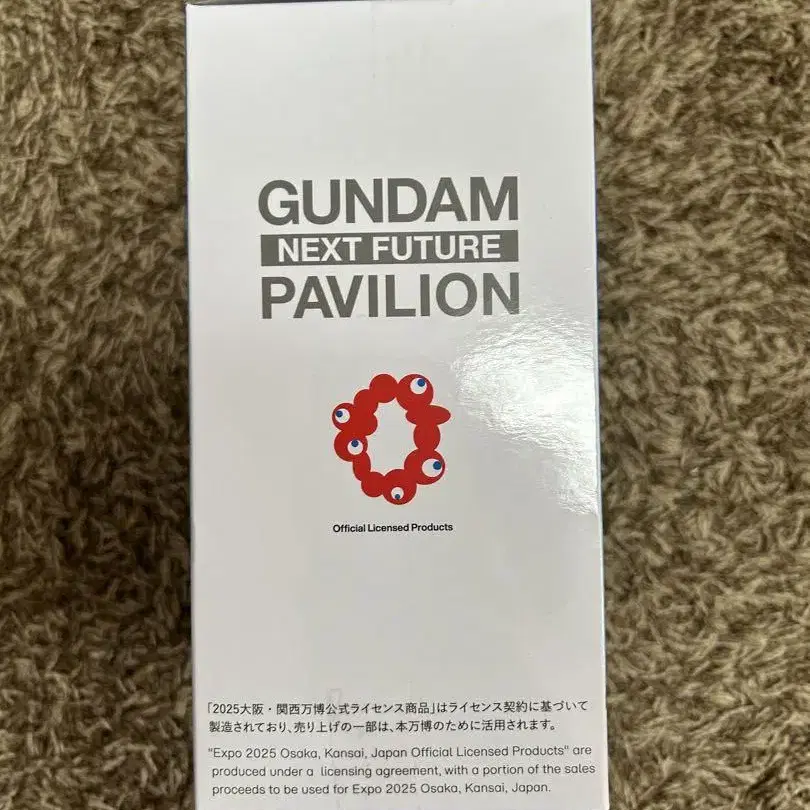 GUNDAM
NEXT FUTURE
PAVILION
Official Licensed Products
「2025大阪・関西万博公式ライセンス商品」はライセンス契約に基づいて
製造されており、売り上げの一部は、本万博のために活用されます。
"Expo 2025 Osaka, Kansai, Japan Official Licensed Products" are
produced under a licensing agreement, with a portion of the sales
proceeds to be used for Expo 2025 Osaka, Kansai, Japan.